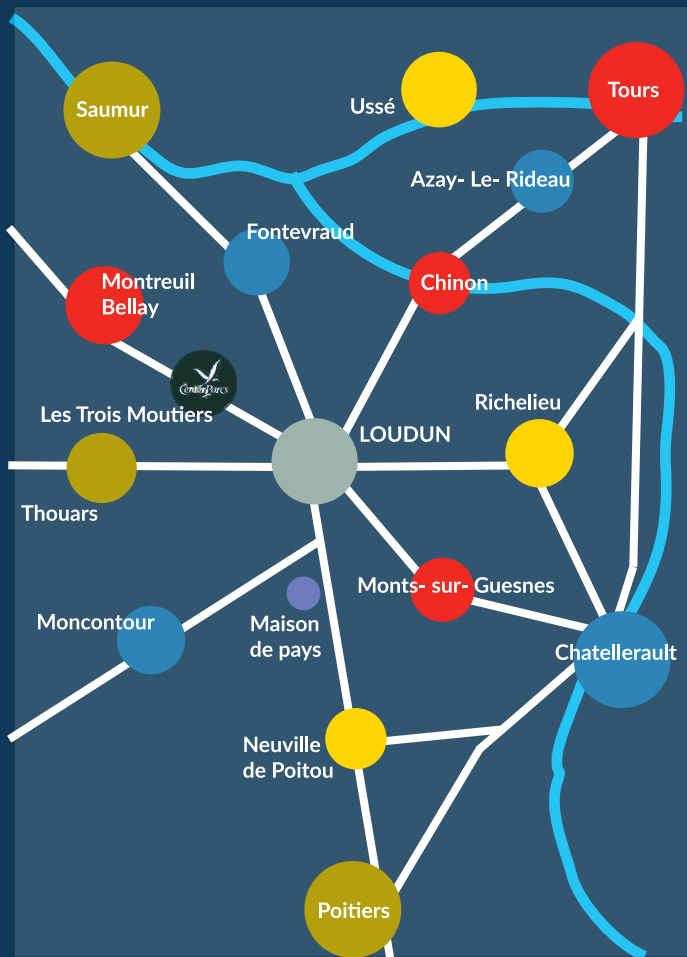 Saumur
Ussé
Tours
Azay- Le- Rideau
Fontevraud
Montreuil
Bellay
Chinon
CenterParcs
Les Trois Moutiers
Richelieu
LOUDUN
Thouars
Monts- sur- Guesnes
Moncontour
Maison
de pays
Chatellerault
Neuville
de Poitou
Poitiers